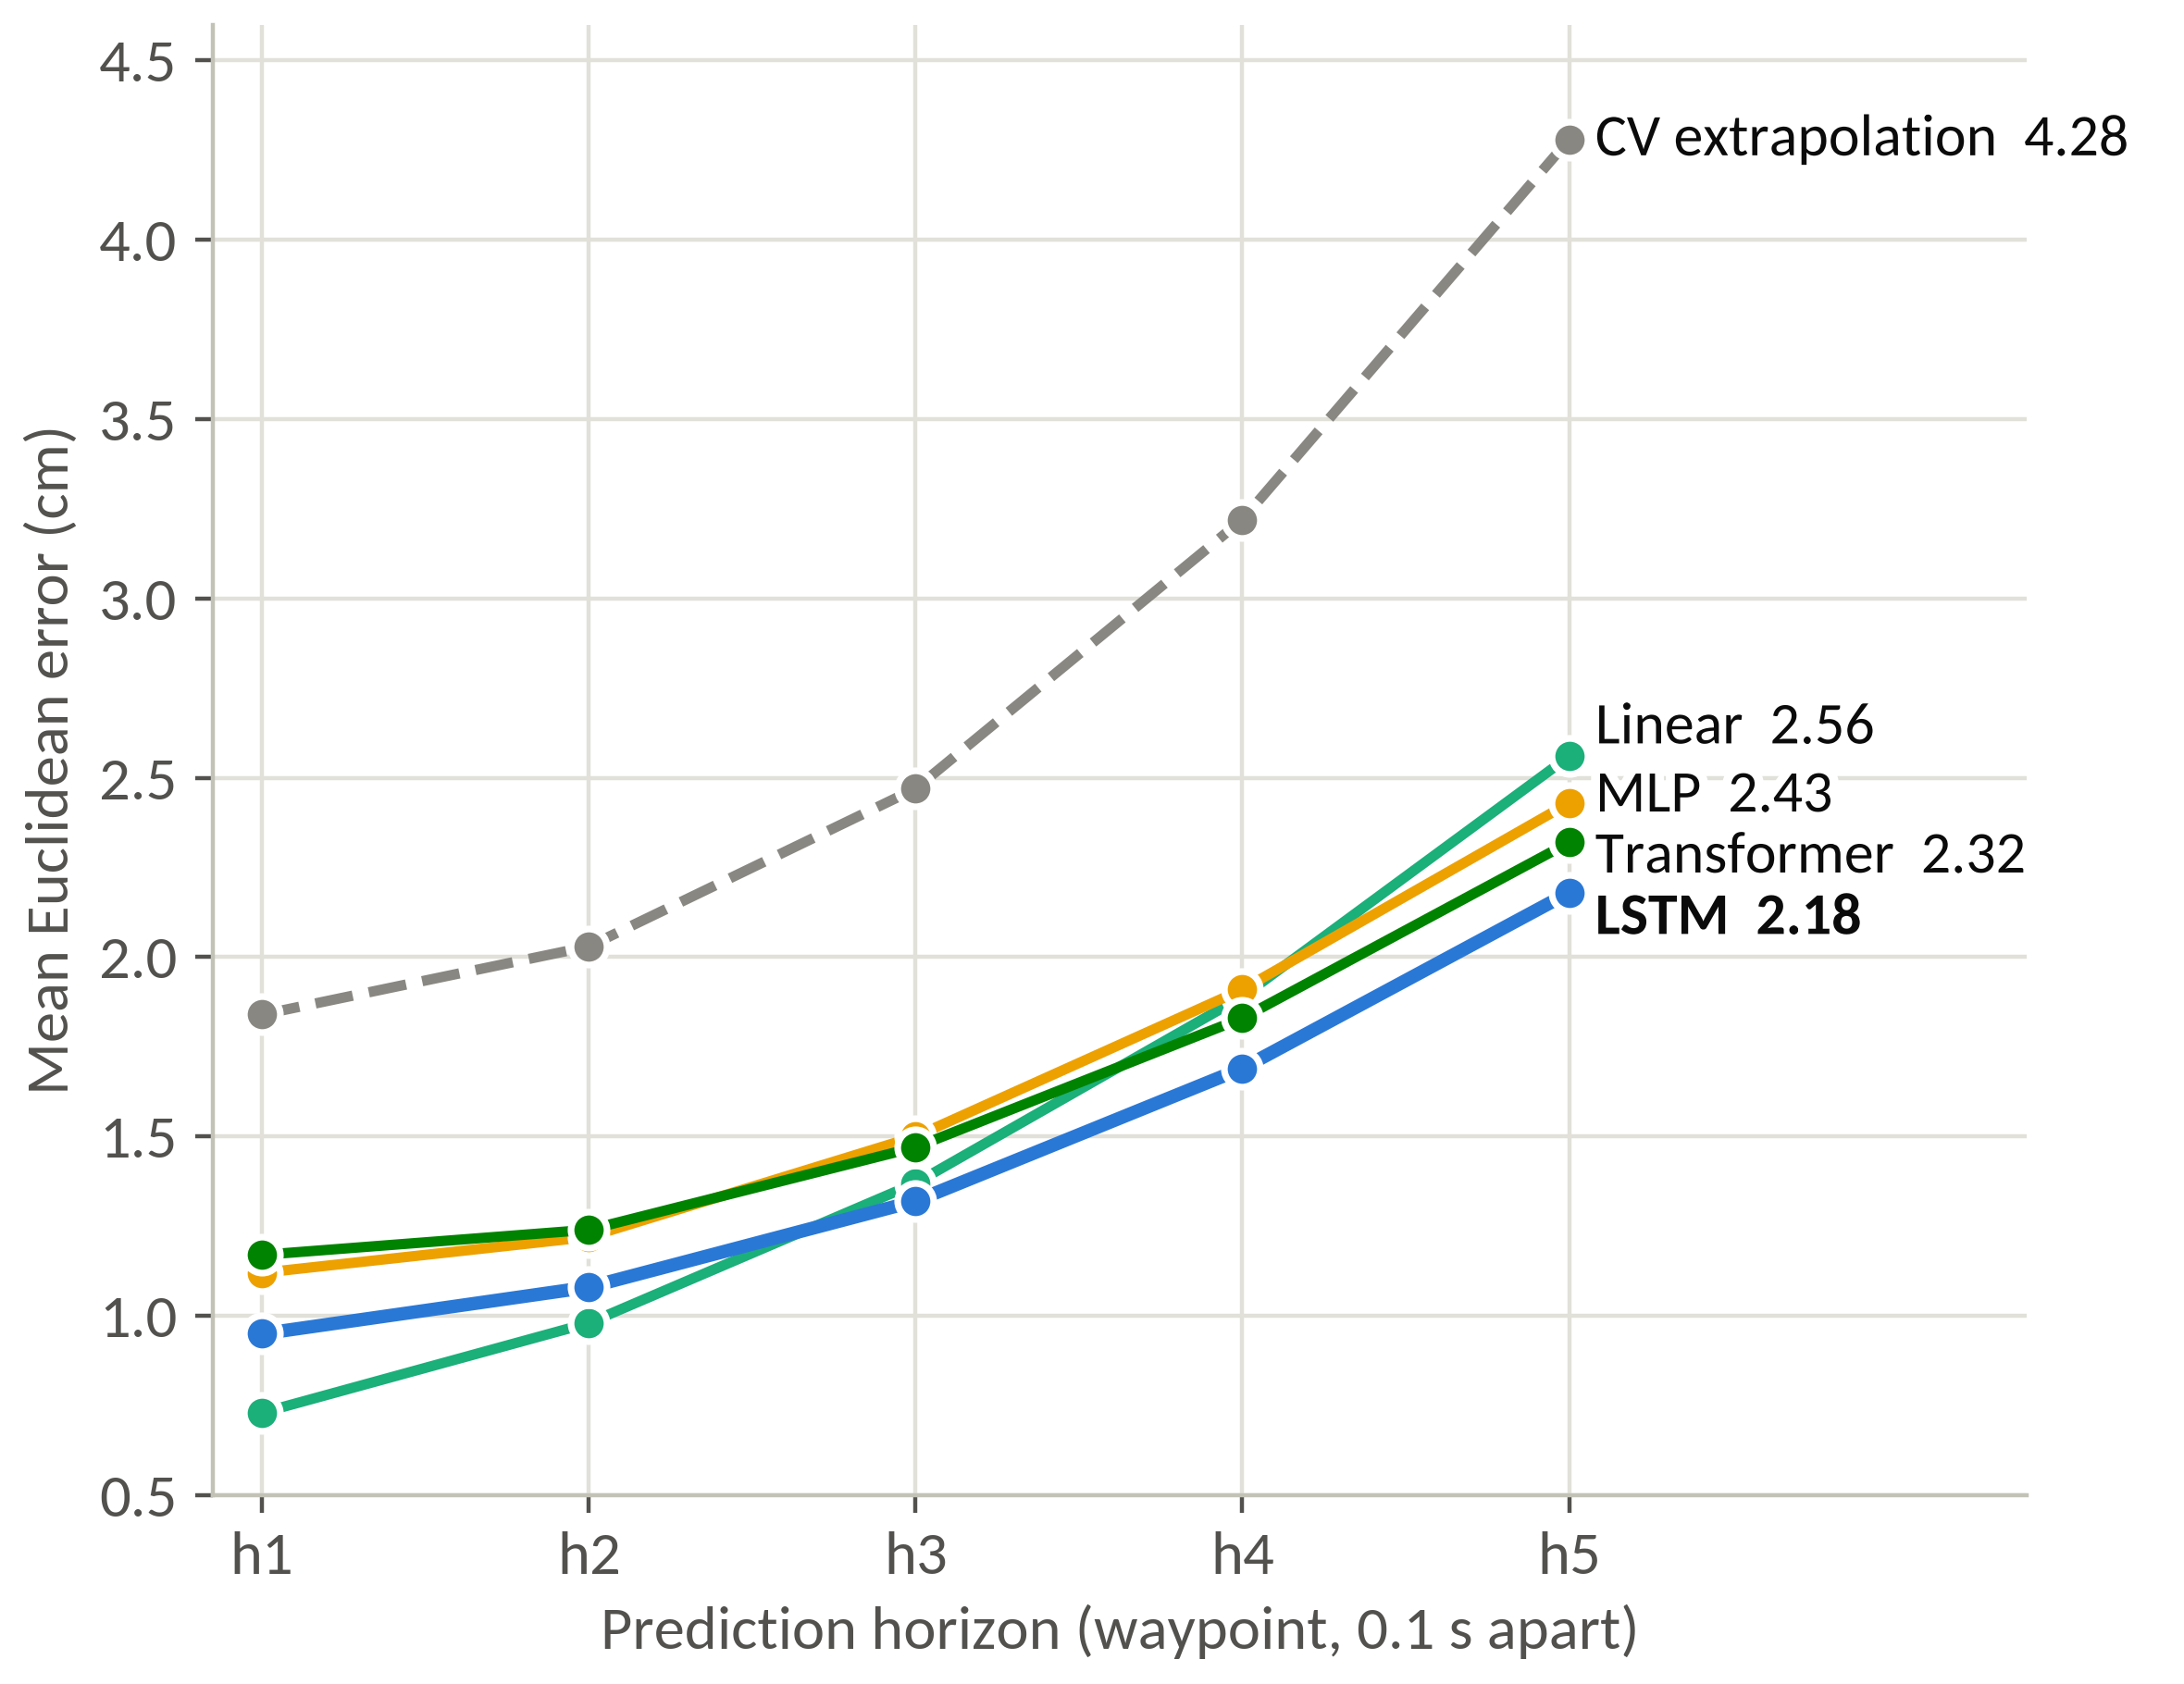 Mean Euclidean error (cm)
4.5
4.0
3.5
3.0
2.5
2.0
1.5
1.0
0.5
CV extrapolation 4.28
Linear 2.56
MLP 2.43
Transformer 2.32
LSTM 2.18
h1 h2 h3 h4 h5
Prediction horizon (waypoint, 0.1 s apart)